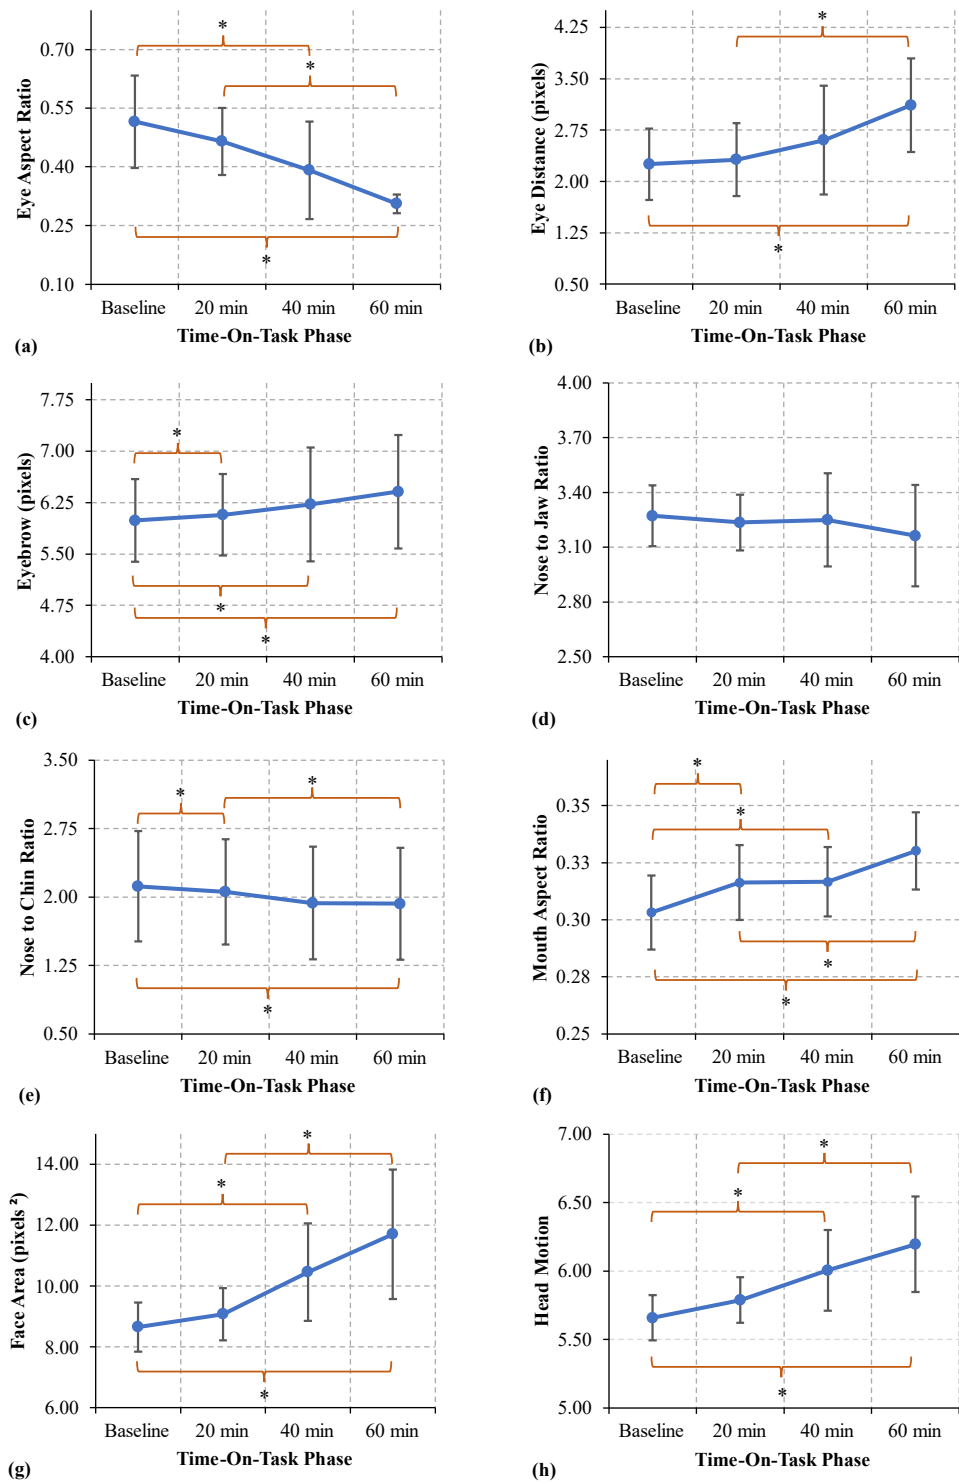 *
*
*
0.70
0.55
0.40
0.25
0.10
Eye Aspect Ratio
Baseline 20 min 40 min 60 min
Time-On-Task Phase
(a)
*
*
4.25
3.50
2.75
2.00
1.25
0.50
Eye Distance (pixels)
Baseline 20 min 40 min 60 min
Time-On-Task Phase
(b)
*
*
*
7.75
7.00
6.25
5.50
4.75
4.00
Eyebrow (pixels)
Baseline 20 min 40 min 60 min
Time-On-Task Phase
(c)
4.00
3.70
3.40
3.10
2.80
2.50
Nose to Jaw Ratio
Baseline 20 min 40 min 60 min
Time-On-Task Phase
(d)
*
*
*
3.50
2.75
2.00
1.25
0.50
Nose to Chin Ratio
Baseline 20 min 40 min 60 min
Time-On-Task Phase
(e)
*
*
*
*
0.35
0.33
0.30
0.28
0.25
Mouth Aspect Ratio
Baseline 20 min 40 min 60 min
Time-On-Task Phase
(f)
*
*
*
14.00
12.00
10.00
8.00
6.00
Face Area (pixels ²)
Baseline 20 min 40 min 60 min
Time-On-Task Phase
(g)
*
*
*
7.00
6.50
6.00
5.50
5.00
Head Motion
Baseline 20 min 40 min 60 min
Time-On-Task Phase
(h)